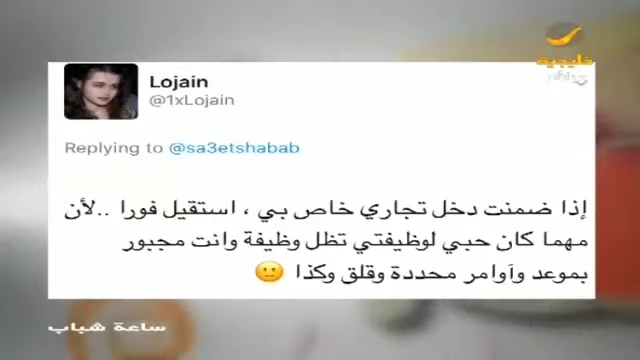 خليجية
Lojain
@1xLojain
Replying to @sa3etshabab
إذا ضمنت دخل تجاري خاص بي ، استقيل فورا ..لأن
مهما كان حبي لوظيفتي تظل وظيفة وانت مجبور
بموعد وآوامر محددة وقلق وكذا 🙂
ساعة شباب